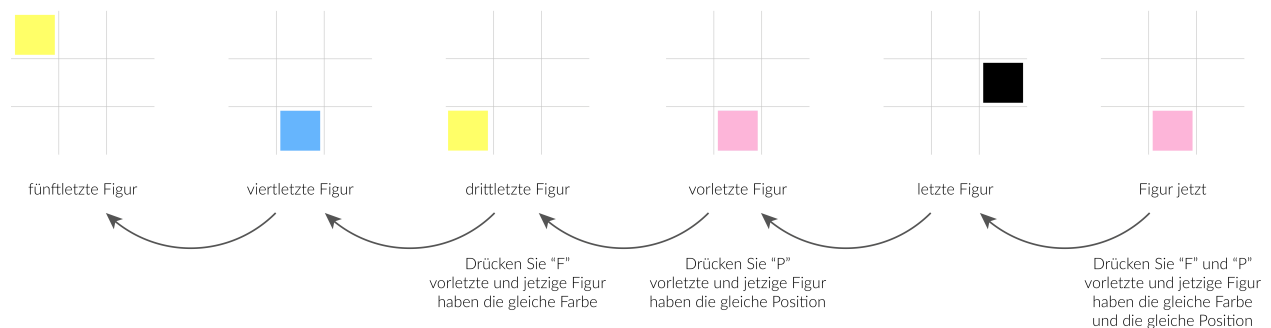 fünftletzte Figur
viertletzte Figur
drittletzte Figur
vorletzte Figur
letzte Figur
Figur jetzt
Drücken Sie “F”
vorletzte und jetzige Figur
haben die gleiche Farbe
Drücken Sie “P”
vorletzte und jetzige Figur
haben die gleiche Position
Drücken Sie “F” und “P”
vorletzte und jetzige Figur
haben die gleiche Farbe
und die gleiche Position